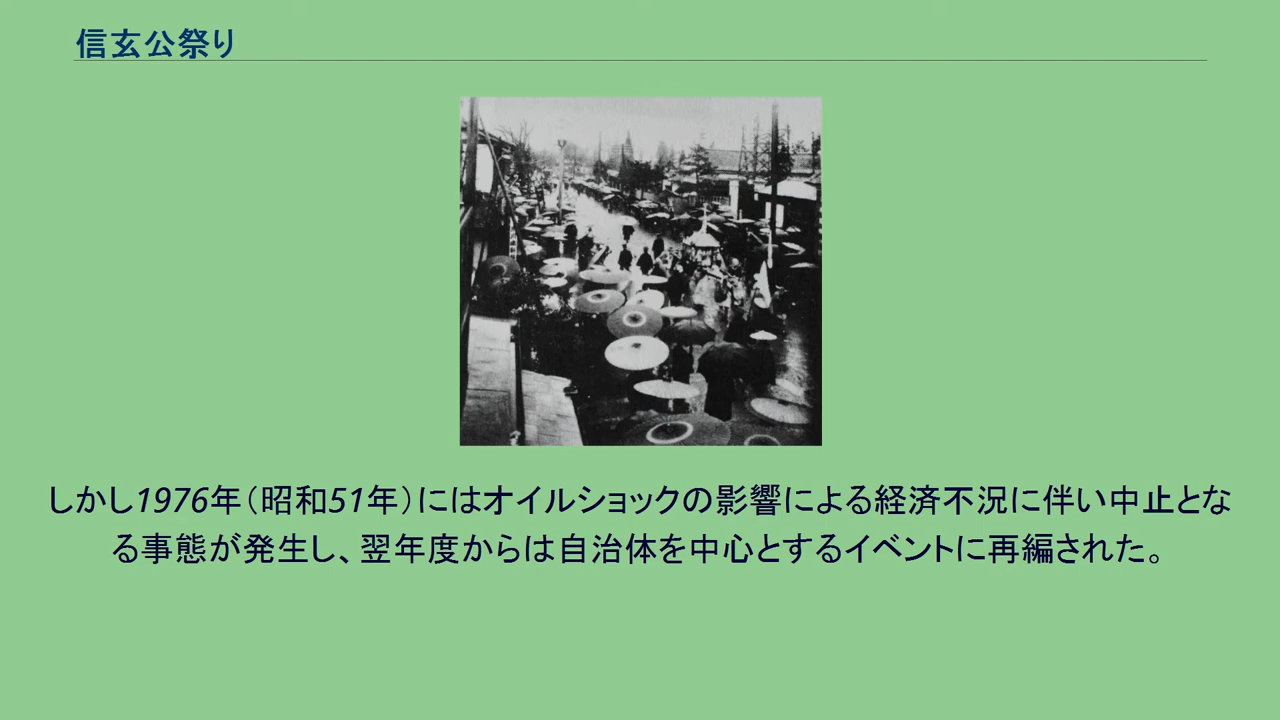 信玄公祭り
しかし1976年（昭和51年）にはオイルショックの影響による経済不況に伴い中止とな
る事態が発生し、翌年度からは自治体を中心とするイベントに再編された。